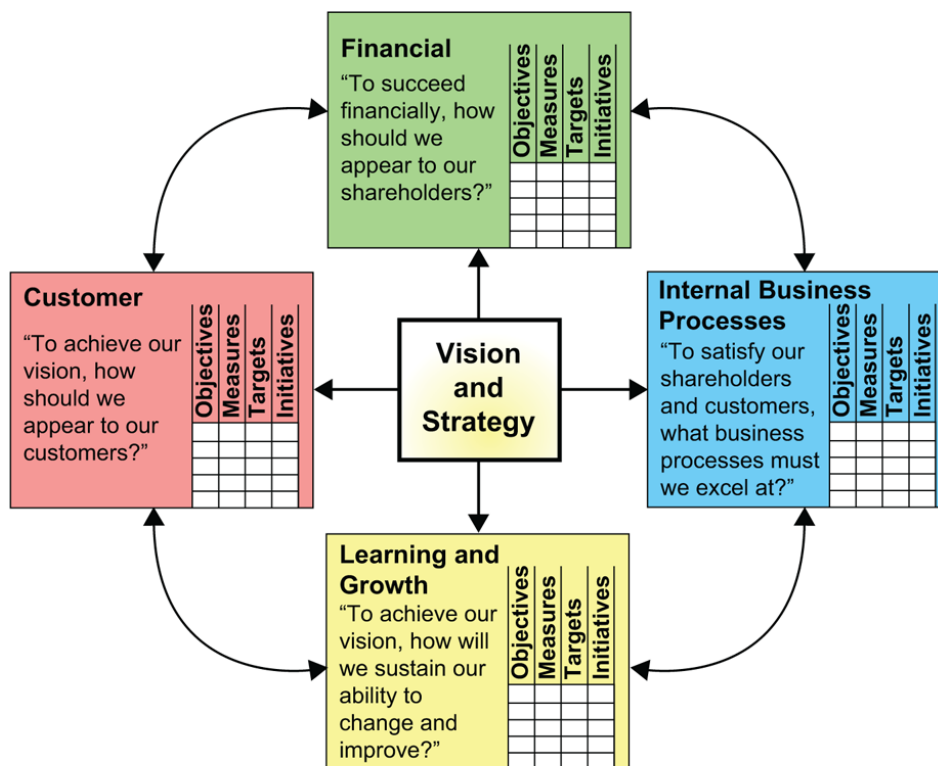 Financial
“To succeed
financially, how
should we
appear to our
shareholders?”
Objectives
Measures
Targets
Initiatives
Customer
“To achieve our
vision, how
should we
appear to our
customers?”
Objectives
Measures
Targets
Initiatives
Vision
and
Strategy
Internal Business
Processes
“To satisfy our
shareholders
and customers,
what business
processes must
we excel at?”
Objectives
Measures
Targets
Initiatives
Learning and
Growth
“To achieve our
vision, how will
we sustain our
ability to
change and
improve?”
Objectives
Measures
Targets
Initiatives